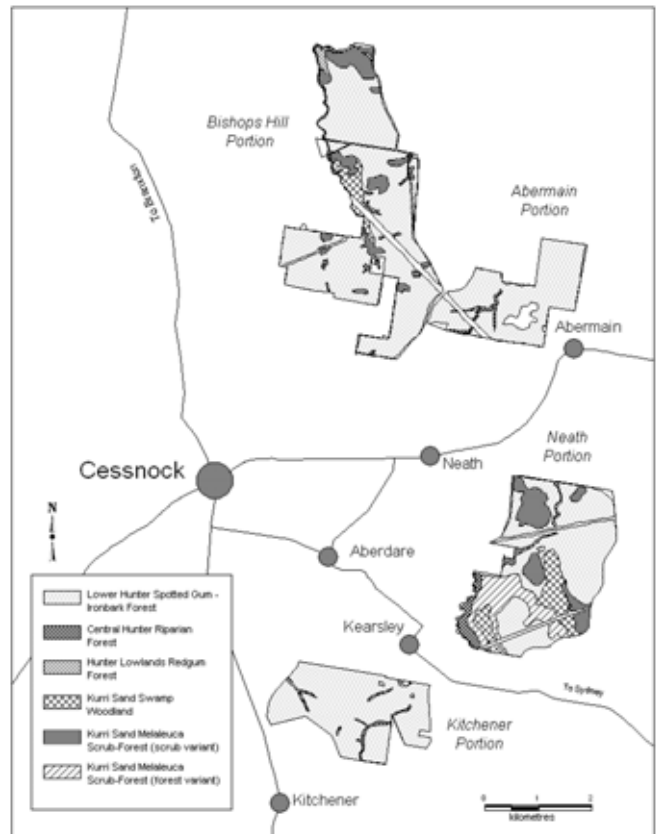 Bishops Hill
Portion
To Branxton
Abermain
Portion
Abermain
Neath
Portion
Cessnock
Neath
N
Aberdare
Lower Hunter Spotted Gum -
Ironbark Forest
Central Hunter Riparian
Forest
Hunter Lowlands Redgum
Forest
Kurri Sand Swamp
Woodland
Kurri Sand Melaleuca
Scrub-Forest (scrub variant)
Kurri Sand Melaleuca
Scrub-Forest (forest variant)
Kearsley
To Sydney
Kitchener
Portion
Kitchener
0 1 2
kilometres